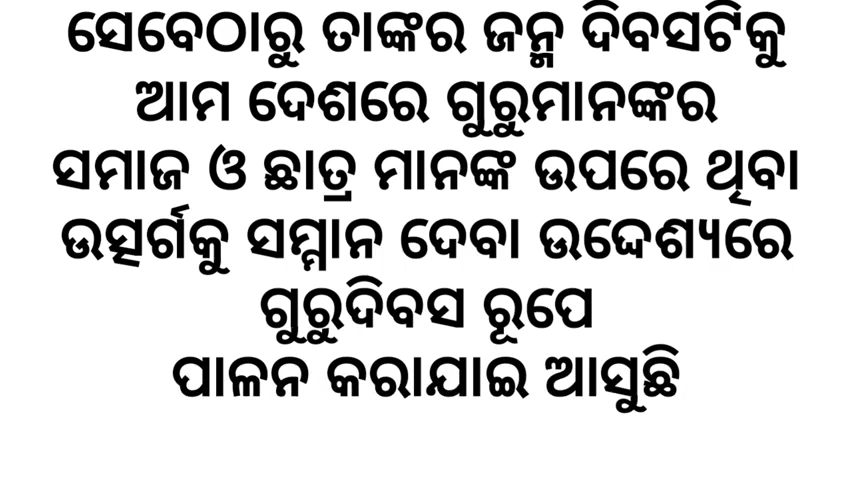 ସେବେଠାରୁ ତାଙ୍କର ଜନ୍ମ ଦିବସଟିକୁ
ଆମ ଦେଶରେ ଗୁରୁମାନଙ୍କର
ସମାଜ ଓ ଛାତ୍ର ମାନଙ୍କ ଉପରେ ଥିବା
ଉତ୍ସର୍ଗକୁ ସମ୍ମାନ ଦେବା ଉଦ୍ଦେଶ୍ୟରେ
ଗୁରୁଦିବସ ରୂପେ
ପାଳନ କରାଯାଇ ଆସୁଛି